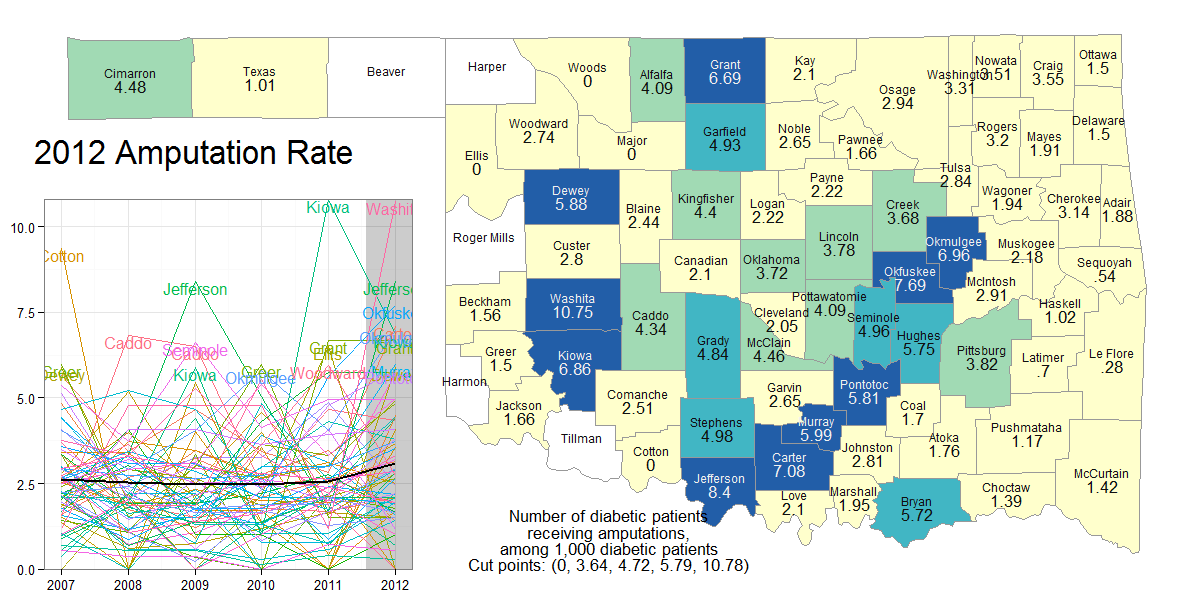 Cimarron
4.48
Texas
1.01
Beaver
Harper
Woods
0
Alfalfa
4.09
Grant
6.69
Kay
2.1
Osage
2.94
Washington
3.31
Nowata
3.51
Craig
3.55
Ottawa
1.5
Woodward
2.74
Ellis
0
Major
0
Garfield
4.93
Noble
2.65
Pawnee
1.66
Rogers
3.2
Mayes
1.91
Delaware
1.5
2012 Amputation Rate
Dewey
5.88
Blaine
2.44
Kingfisher
4.4
Logan
2.22
Payne
2.22
Creek
3.68
Tulsa
2.84
Wagoner
1.94
Cherokee
3.14
Adair
1.88
Roger Mills
Custer
2.8
Canadian
2.1
Oklahoma
3.72
Lincoln
3.78
Okmulgee
6.96
Okfuskee
7.69
Muskogee
2.18
Sequoyah
.54
McIntosh
2.91
Haskell
1.02
Beckham
1.56
Washita
10.75
Caddo
4.34
Grady
4.84
Cleveland
2.05
McClain
4.46
Pottawatomie
4.09
Seminole
4.96
Hughes
5.75
Pittsburg
3.82
Latimer
.7
Le Flore
.28
Greer
1.5
Kiowa
6.86
Harmon
Jackson
1.66
Comanche
2.51
Tillman
Cotton
0
Stephens
4.98
Garvin
2.65
Pontotoc
5.81
Murray
5.99
Carter
7.08
Coal
1.7
Johnston
2.81
Atoka
1.76
Pushmataha
1.17
McCurtain
1.42
Choctaw
1.39
Bryan
5.72
Marshall
1.95
Love
2.1
Jefferson
8.4
10.0
7.5
5.0
2.5
0.0
2007
2008
2009
2010
2011
2012
Cotton
Greer
Dewey
Caddo
Jefferson
Seminole
Caddo
Kiowa
Greer
Okmulgee
Kiowa
Grant
Ellis
Woodward
Washit
Jeffers
Okfusk
Kiowa
Grant
Murra
Number of diabetic patients
receiving amputations,
among 1,000 diabetic patients
Cut points: (0, 3.64, 4.72, 5.79, 10.78)